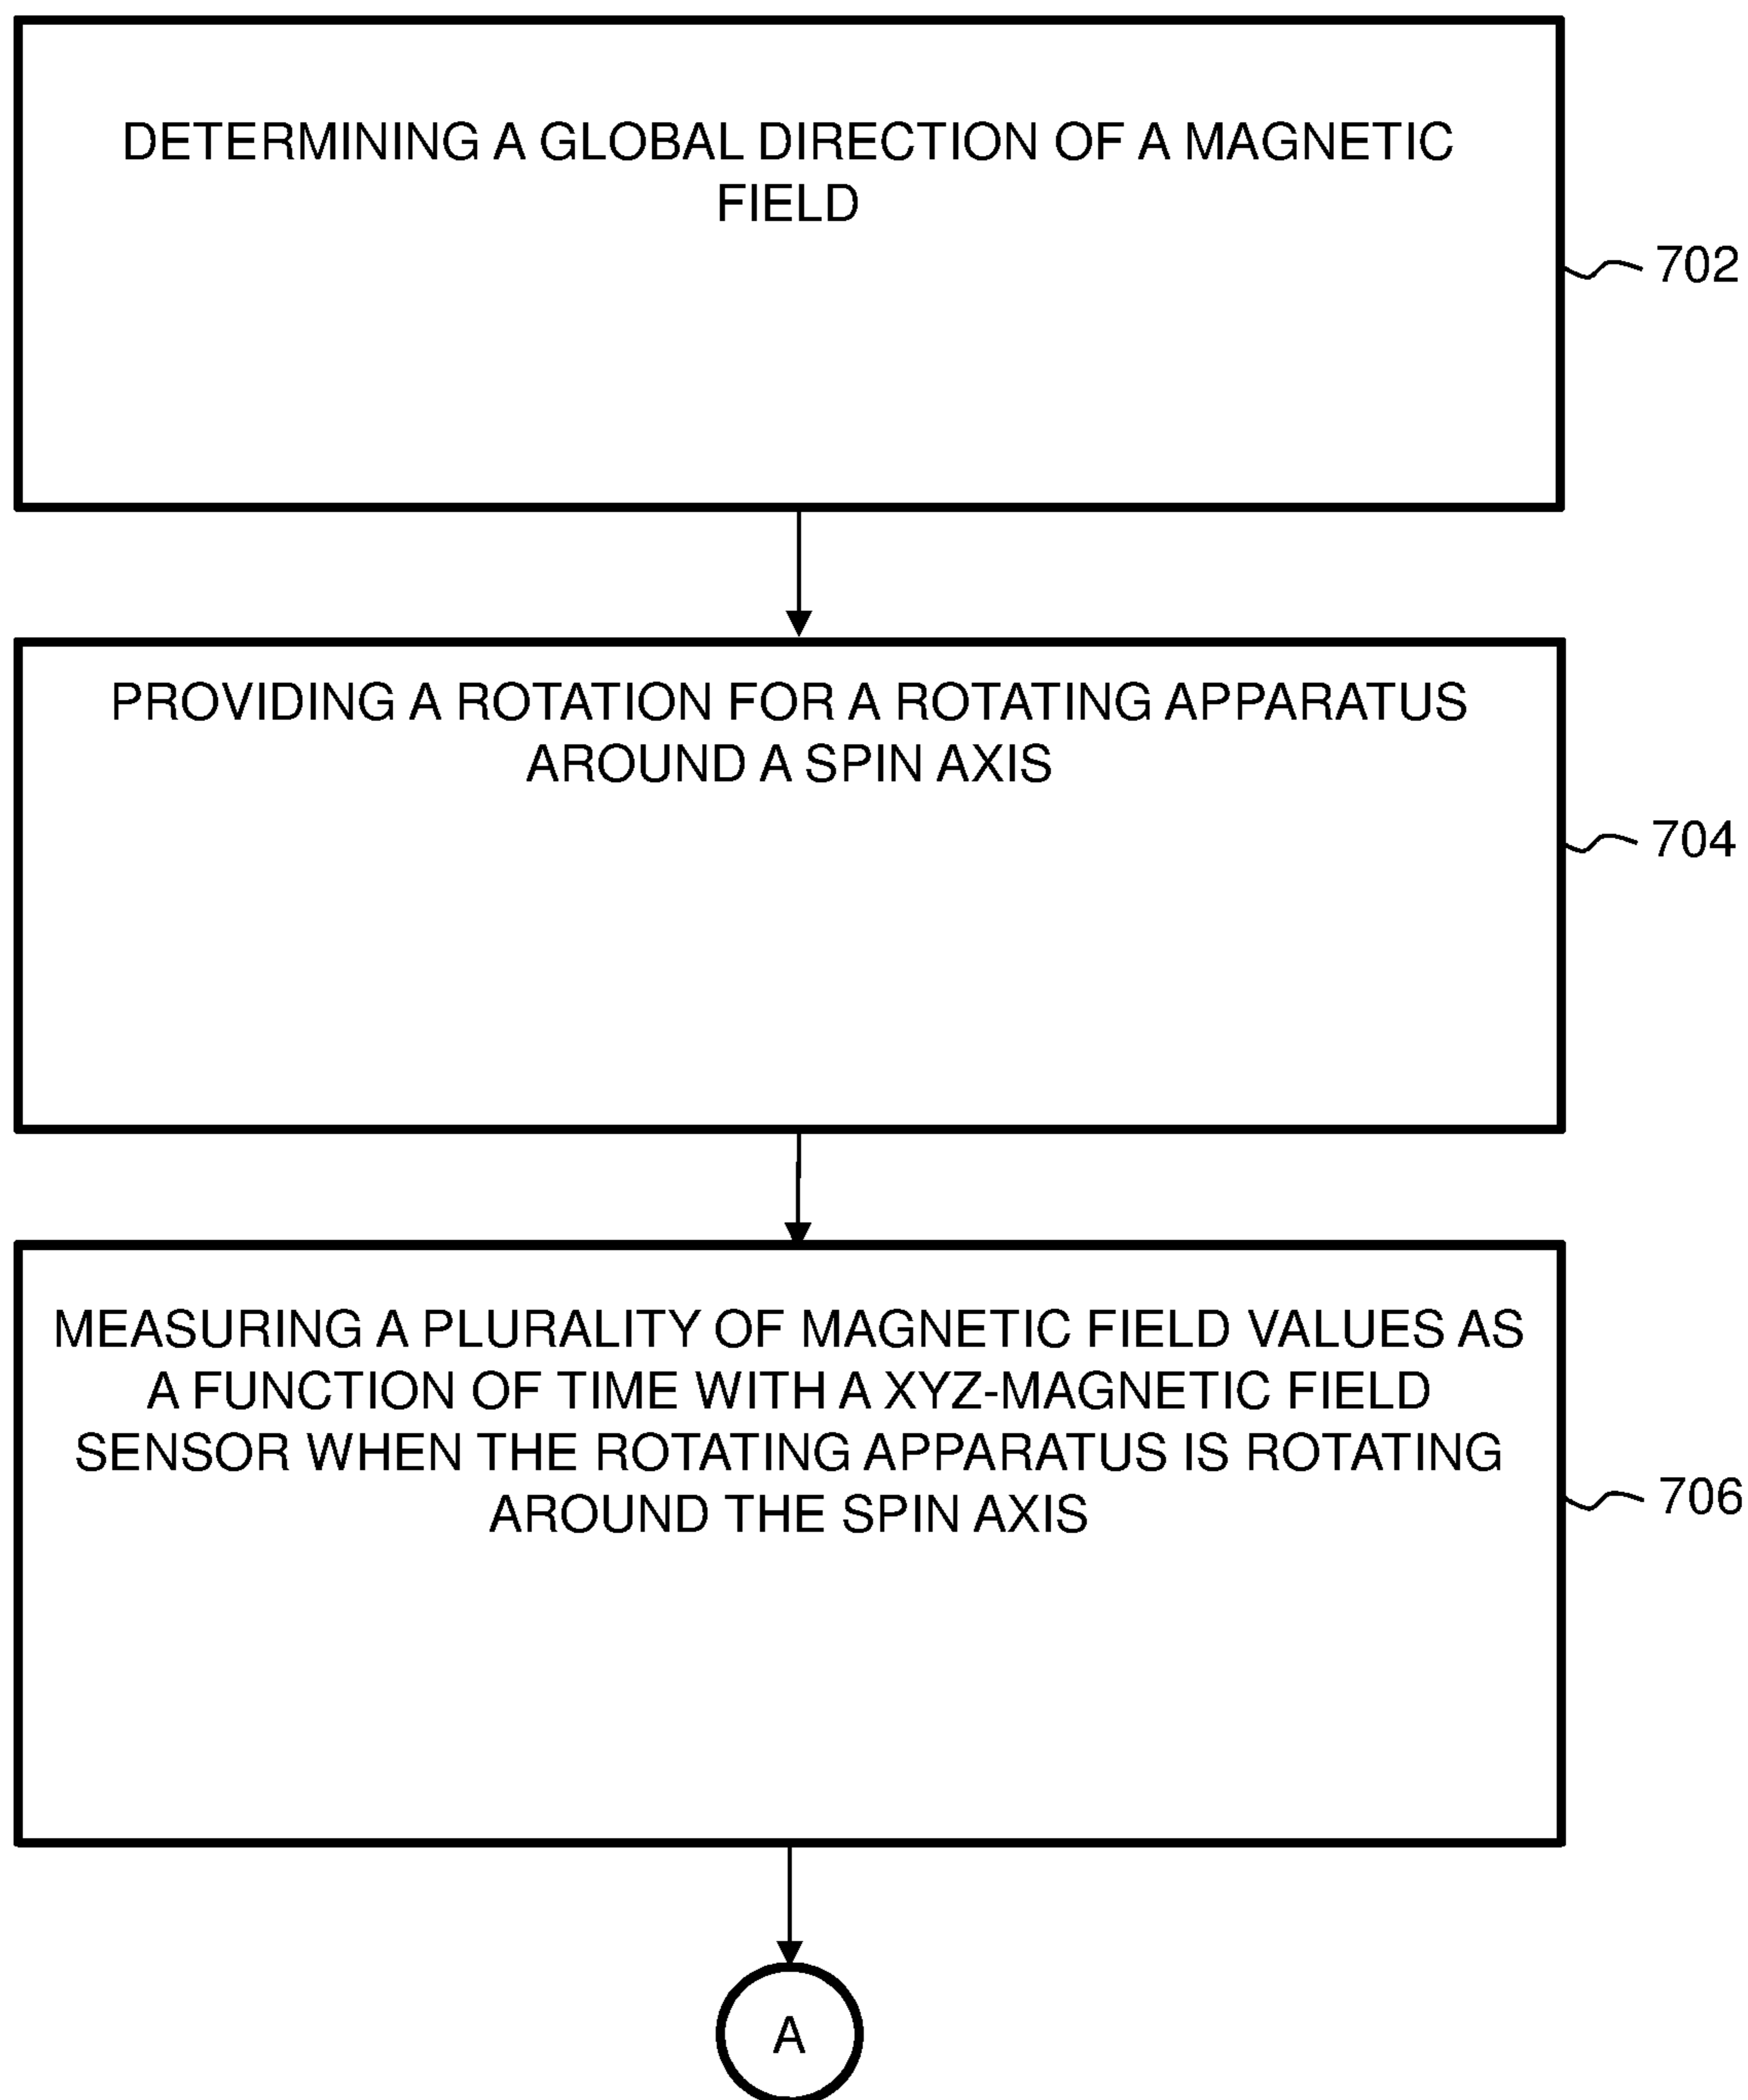 DETERMINING A GLOBAL DIRECTION OF A MAGNETIC
FIELD
702
PROVIDING A ROTATION FOR A ROTATING APPARATUS
AROUND A SPIN AXIS
704
MEASURING A PLURALITY OF MAGNETIC FIELD VALUES AS
A FUNCTION OF TIME WITH A XYZ-MAGNETIC FIELD
SENSOR WHEN THE ROTATING APPARATUS IS ROTATING
AROUND THE SPIN AXIS
706
A